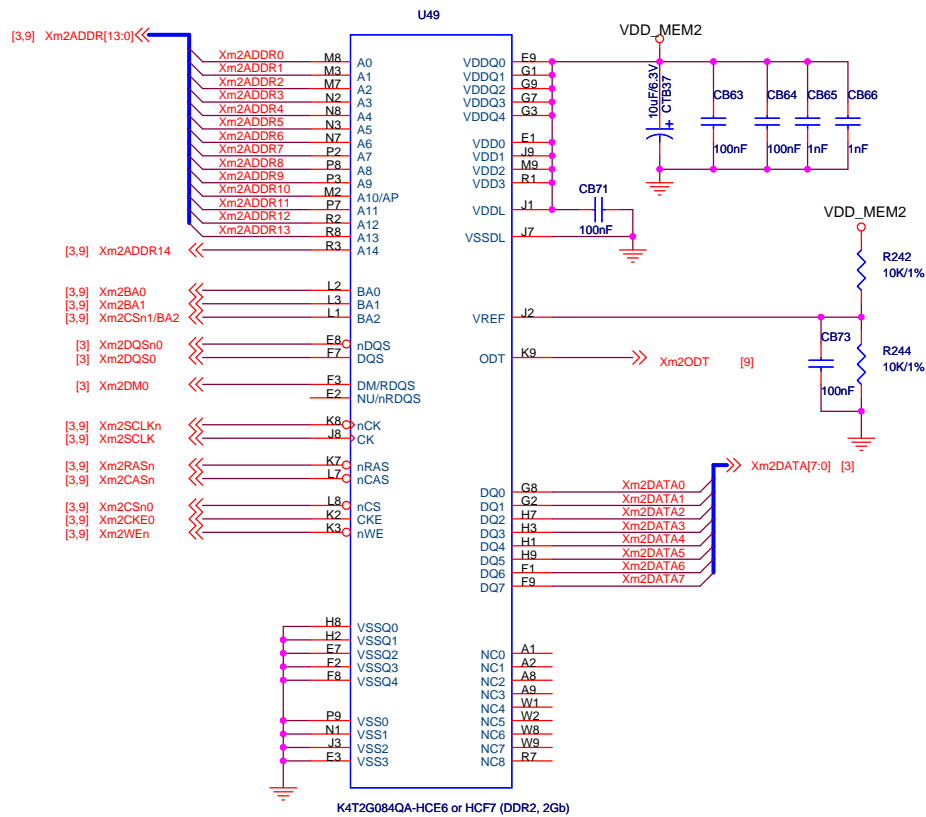 U49
[3,9] Xm2ADDR[13:0]
VDD_MEM2
Xm2ADDR0 M8 A0 VDDQ0 E9
Xm2ADDR1 M3 A1 VDDQ1 G1
Xm2ADDR2 M7 A2 VDDQ2 G9
Xm2ADDR3 N2 A3 VDDQ3 G7
Xm2ADDR4 N8 A4 VDDQ4 G3
Xm2ADDR5 N3 A5
Xm2ADDR6 N7 A6 VDD0 E1
Xm2ADDR7 P2 A7 VDD1 J9
Xm2ADDR8 P8 A8 VDD2 M9
Xm2ADDR9 P3 A9 VDD3 R1
Xm2ADDR10 M2 A10/AP
Xm2ADDR11 P7 A11 VDDL J1
Xm2ADDR12 R2 A12
Xm2ADDR13 R8 A13 VSSDL J7
[3,9] Xm2ADDR14 R3 A14
10uF/6.3V
CTB37
+
CB63 CB64 CB65 CB66
100nF 100nF 1nF 1nF
CB71
100nF
VDD_MEM2
R242
10K/1%
[3,9] Xm2BA0 L2 BA0
[3,9] Xm2BA1 L3 BA1
[3,9] Xm2CSn1/BA2 L1 BA2 VREF J2
CB73
100nF
R244
10K/1%
[3] Xm2DQSn0 E8 nDQS
[3] Xm2DQS0 F7 DQS ODT K9 Xm2ODT [9]
[3] Xm2DM0 F3 DM/RDQS
E2 NU/nRDQS
[3,9] Xm2SCLKn K8 nCK
[3,9] Xm2SCLK J8 CK
[3,9] Xm2RASn K7 nRAS
[3,9] Xm2CASn L7 nCAS
Xm2DATA[7:0] [3]
[3,9] Xm2CSn0 L8 nCS
[3,9] Xm2CKE0 K2 CKE
[3,9] Xm2WEn K3 nWE
DQ0 G8 Xm2DATA0
DQ1 G2 Xm2DATA1
DQ2 H7 Xm2DATA2
DQ3 H3 Xm2DATA3
DQ4 H1 Xm2DATA4
DQ5 H9 Xm2DATA5
DQ6 F1 Xm2DATA6
DQ7 F9 Xm2DATA7
H8 VSSQ0
H2 VSSQ1
E7 VSSQ2
F2 VSSQ3
F8 VSSQ4
P9 VSS0
N1 VSS1
J3 VSS2
E3 VSS3
NC0 A1
NC1 A2
NC2 A8
NC3 A9
NC4 W1
NC5 W2
NC6 W8
NC7 W9
NC8 R7
K4T2G084QA-HCE6 or HCF7 (DDR2, 2Gb)